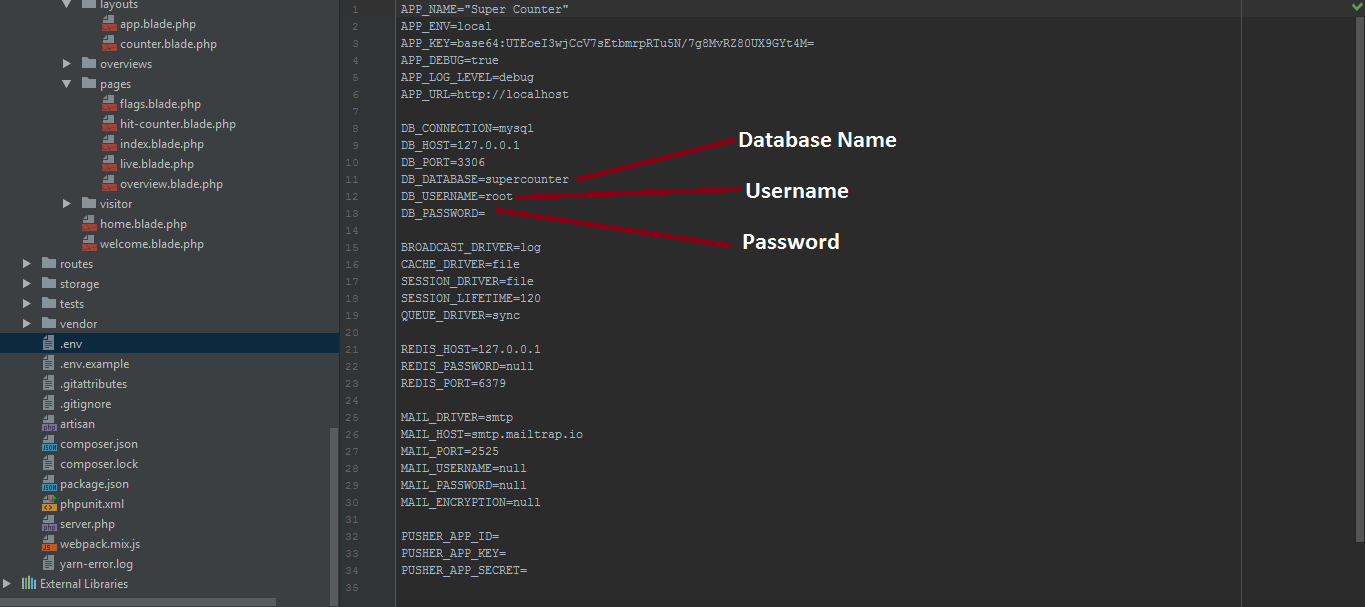 layouts
app.blade.php
counter.blade.php
overviews
pages
flags.blade.php
hit-counter.blade.php
index.blade.php
live.blade.php
overview.blade.php
visitor
home.blade.php
welcome.blade.php
routes
storage
tests
vendor
.env
.env.example
.gitattributes
.gitignore
artisan
composer.json
composer.lock
package.json
phpunit.xml
server.php
webpack.mix.js
yarn-error.log
External Libraries
1 APP_NAME="Super Counter"
2 APP_ENV=local
3 APP_KEY=base64:UTEoeI3wjCcV7sEtbmrpRTu5N/7g8MvRZ80UX9GYt4M=
4 APP_DEBUG=true
5 APP_LOG_LEVEL=debug
6 APP_URL=http://localhost
7
8 DB_CONNECTION=mysql
9 DB_HOST=127.0.0.1
10 DB_PORT=3306
11 DB_DATABASE=supercounter
12 DB_USERNAME=root
13 DB_PASSWORD=
14
15 BROADCAST_DRIVER=log
16 CACHE_DRIVER=file
17 SESSION_DRIVER=file
18 SESSION_LIFETIME=120
19 QUEUE_DRIVER=sync
20
21 REDIS_HOST=127.0.0.1
22 REDIS_PASSWORD=null
23 REDIS_PORT=6379
24
25 MAIL_DRIVER=smtp
26 MAIL_HOST=smtp.mailtrap.io
27 MAIL_PORT=2525
28 MAIL_USERNAME=null
29 MAIL_PASSWORD=null
30 MAIL_ENCRYPTION=null
31
32 PUSHER_APP_ID=
33 PUSHER_APP_KEY=
34 PUSHER_APP_SECRET=
35
Database Name
Username
Password